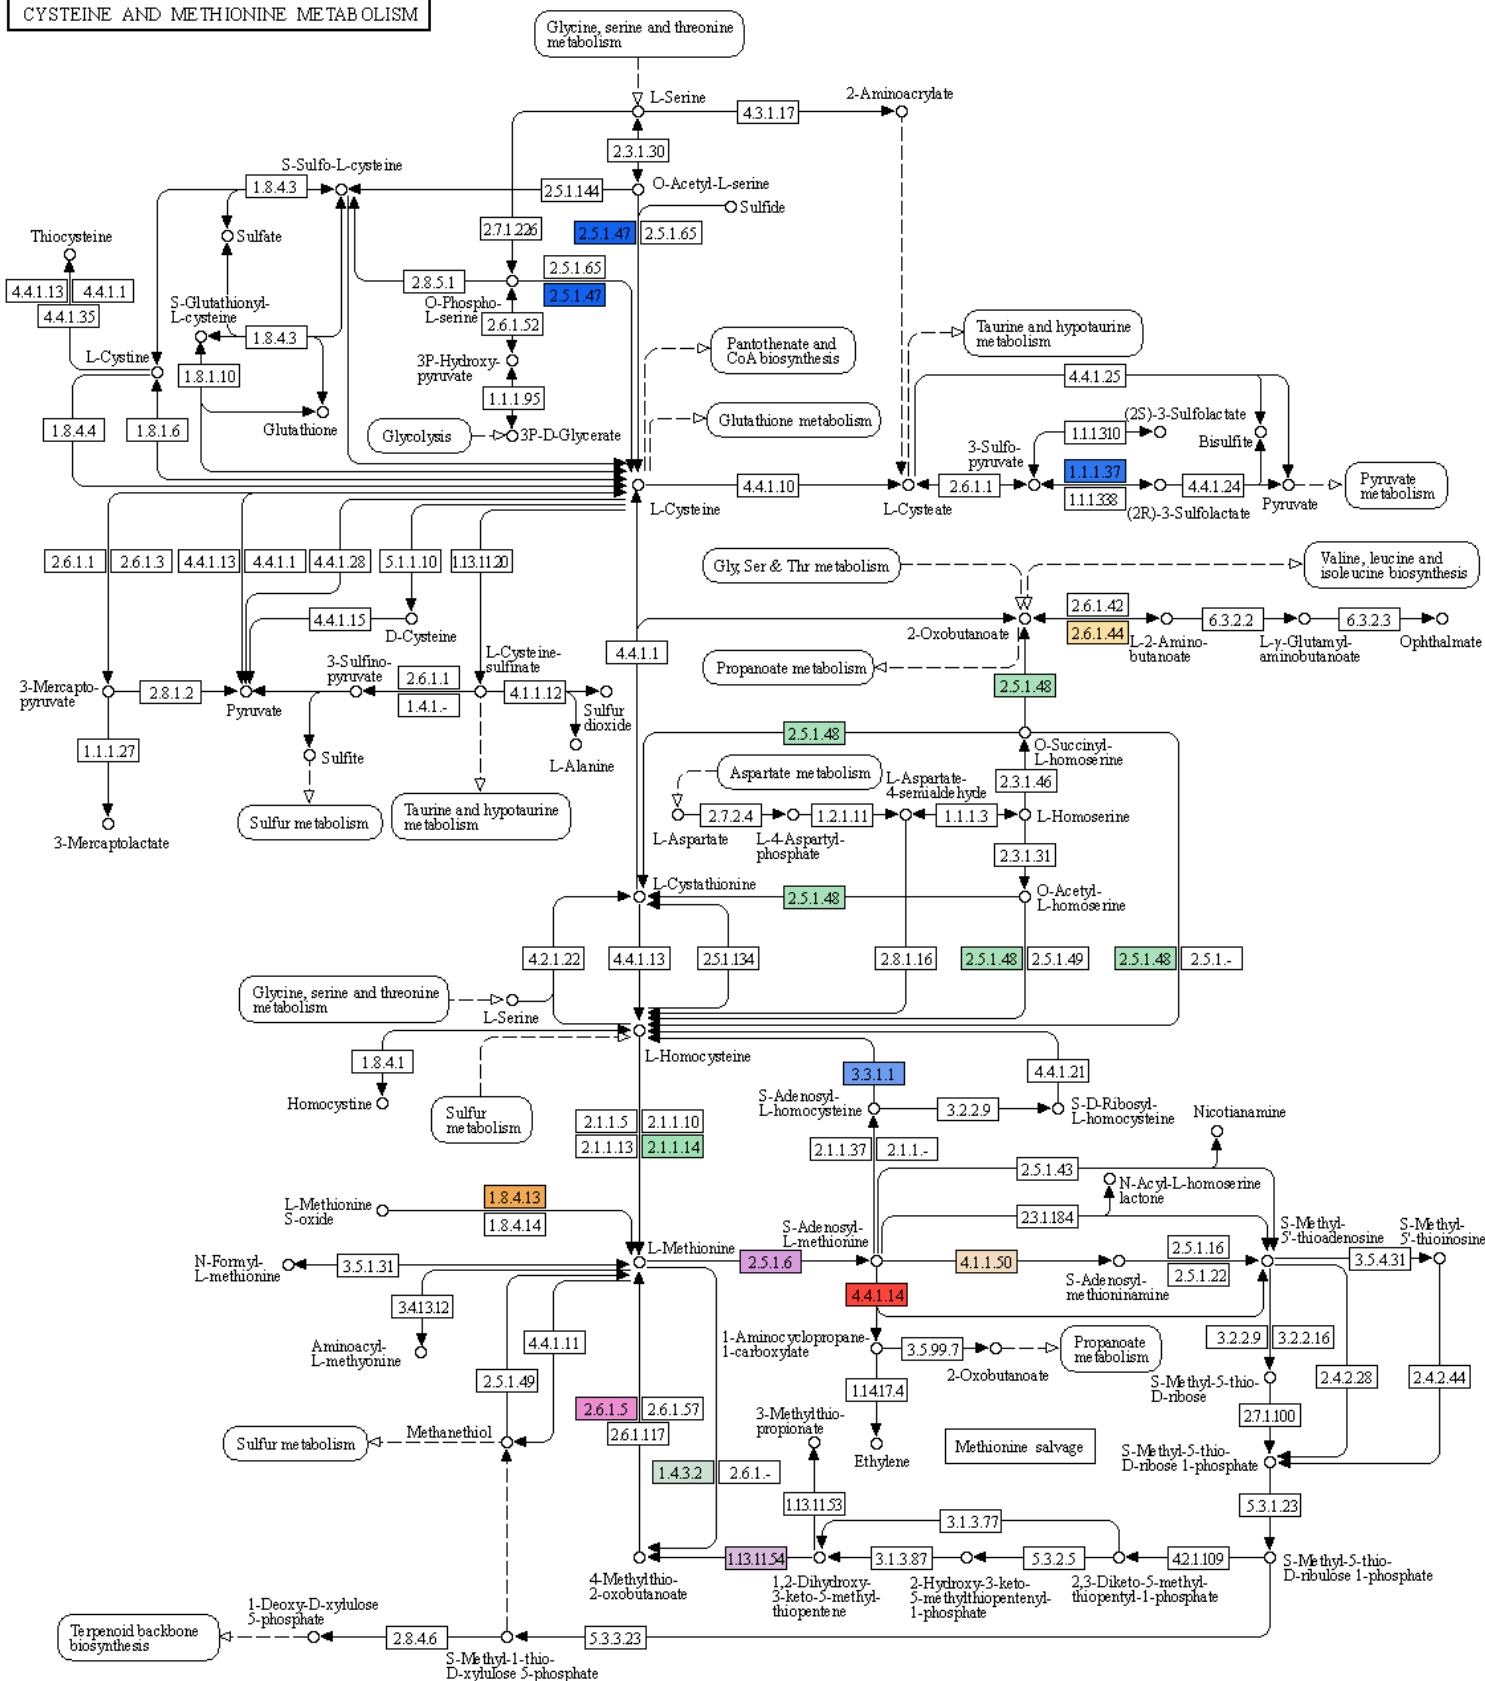 CYSTEINE AND METHIONINE METABOLISM
Glycine, serine and threonine
metabolism
L-Serine
4.3.1.17
2-Aminoacrylate
2.3.1.30
S-Sulfo-L-cysteine
1.8.4.3
2.5.1.144
O-Acetyl-L-serine
Sulfide
Thiocysteine
Sulfate
2.7.1.226
2.5.1.47
2.5.1.65
4.4.1.13
4.4.1.1
4.4.1.35
S-Glutathionyl-
L-cysteine
2.8.5.1
2.5.1.65
2.5.1.47
O-Phospho-
L-serine
2.6.1.52
1.8.4.3
L-Cystine
1.8.1.10
3P-Hydroxy-
pyruvate
1.1.1.95
Pantothenate and
CoA biosynthesis
Taurine and hypotaurine
metabolism
4.4.1.25
1.8.4.4
1.8.1.6
Glutathione
Glycolysis
3P-D-Glycerate
Glutathione metabolism
(2S)-3-Sulfolactate
1.1.1.310
Bisulfite
3-Sulfo-
pyruvate
1.1.1.37
1.1.1.338
L-Cysteine
4.4.1.10
L-Cysteate
2.6.1.1
(2R)-3-Sulfolactate
4.4.1.24
Pyruvate
Pyruvate
metabolism
2.6.1.1
2.6.1.3
4.4.1.13
4.4.1.1
4.4.1.28
5.1.1.10
1.13.11.20
Gly, Ser & Thr metabolism
Valine, leucine and
isoleucine biosynthesis
4.4.1.15
D-Cysteine
2-Oxobutanoate
2.6.1.42
2.6.1.44
L-2-Amino-
butanoate
6.3.2.2
L-γ-Glutamyl-
aminobutanoate
6.3.2.3
Ophthalmate
4.4.1.1
Propanoate metabolism
3-Mercapto-
pyruvate
2.8.1.2
Pyruvate
3-Sulfino-
pyruvate
2.6.1.1
1.4.1.-
L-Cysteine-
sulfinate
4.1.1.12
Sulfur
dioxide
2.5.1.48
1.1.1.27
Sulfite
L-Alanine
2.5.1.48
O-Succinyl-
L-homoserine
Aspartate metabolism
L-Aspartate-
4-semialdehyde
2.3.1.46
3-Mercaptolactate
Sulfur metabolism
Taurine and hypotaurine
metabolism
L-Aspartate
2.7.2.4
L-4-Aspartyl-
phosphate
1.2.1.11
1.1.1.3
L-Homoserine
2.3.1.31
L-Cystathionine
2.5.1.48
O-Acetyl-
L-homoserine
4.2.1.22
4.4.1.13
2.5.1.134
2.8.1.16
2.5.1.48
2.5.1.49
2.5.1.48
2.5.1.-
Glycine, serine and threonine
metabolism
L-Serine
L-Homocysteine
1.8.4.1
Homocystine
Sulfur
metabolism
3.3.1.1
4.4.1.21
S-Adenosyl-
L-homocysteine
3.2.2.9
S-D-Ribosyl-
L-homocysteine
2.1.1.5
2.1.1.10
2.1.1.13
2.1.1.14
2.1.1.37
2.1.1.-
Nicotianamine
2.5.1.43
N-Acyl-L-homoserine
lactone
L-Methionine
S-oxide
1.8.4.13
1.8.4.14
2.3.1.184
N-Formyl-
L-methionine
3.5.1.31
L-Methionine
2.5.1.6
S-Adenosyl-
L-methionine
4.1.1.50
S-Adenosyl-
methioninamine
2.5.1.16
2.5.1.22
S-Methyl-
5'-thioadenosine
3.5.4.31
S-Methyl-
5'-thioinosine
4.4.1.14
3.4.13.12
Aminoacyl-
L-methyonine
4.4.1.11
2.5.1.49
1-Aminocyclopropane-
1-carboxylate
3.5.99.7
2-Oxobutanoate
Propanoate
metabolism
3.2.2.9
3.2.2.16
2.4.2.28
2.4.2.44
S-Methyl-5-thio-
D-ribose
2.7.1.100
1.14.17.4
Ethylene
2.6.1.5
2.6.1.57
2.6.1.117
3-Methylthio-
propionate
Sulfur metabolism
Methanethiol
Methionine salvage
S-Methyl-5-thio-
D-ribose 1-phosphate
1.4.3.2
2.6.1.-
1.13.11.53
5.3.1.23
3.1.3.77
4-Methylthio-
2-oxobutanoate
1.13.11.54
1,2-Dihydroxy-
3-keto-5-methyl-
thiopentene
3.1.3.87
2-Hydroxy-3-keto-
5-methylthiopentenyl-
1-phosphate
5.3.2.5
2,3-Diketo-5-methyl-
thiopentyl-1-phosphate
4.2.1.109
S-Methyl-5-thio-
D-ribulose 1-phosphate
Terpenoid backbone
biosynthesis
1-Deoxy-D-xylulose
5-phosphate
2.8.4.6
S-Methyl-1-thio-
D-xylulose 5-phosphate
5.3.3.23